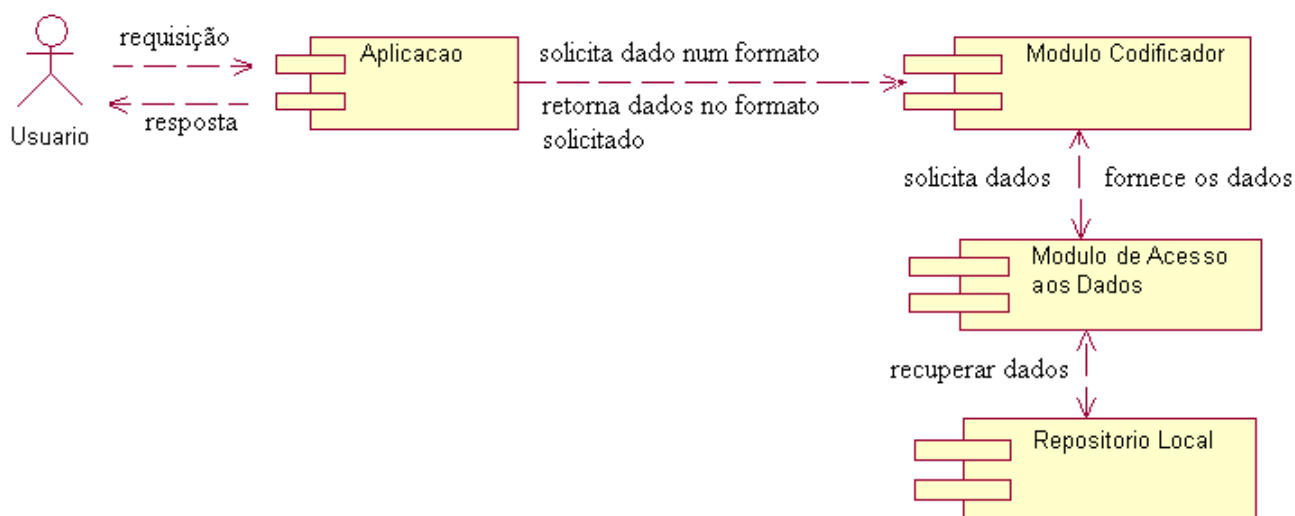 requisição
Aplicacao
solicita dado num formato
Modulo Codificador
resposta
retorna dados no formato
solicitado
Usuario
solicita dados
fornece os dados
Modulo de Acesso
aos Dados
recuperar dados
Repositorio Local